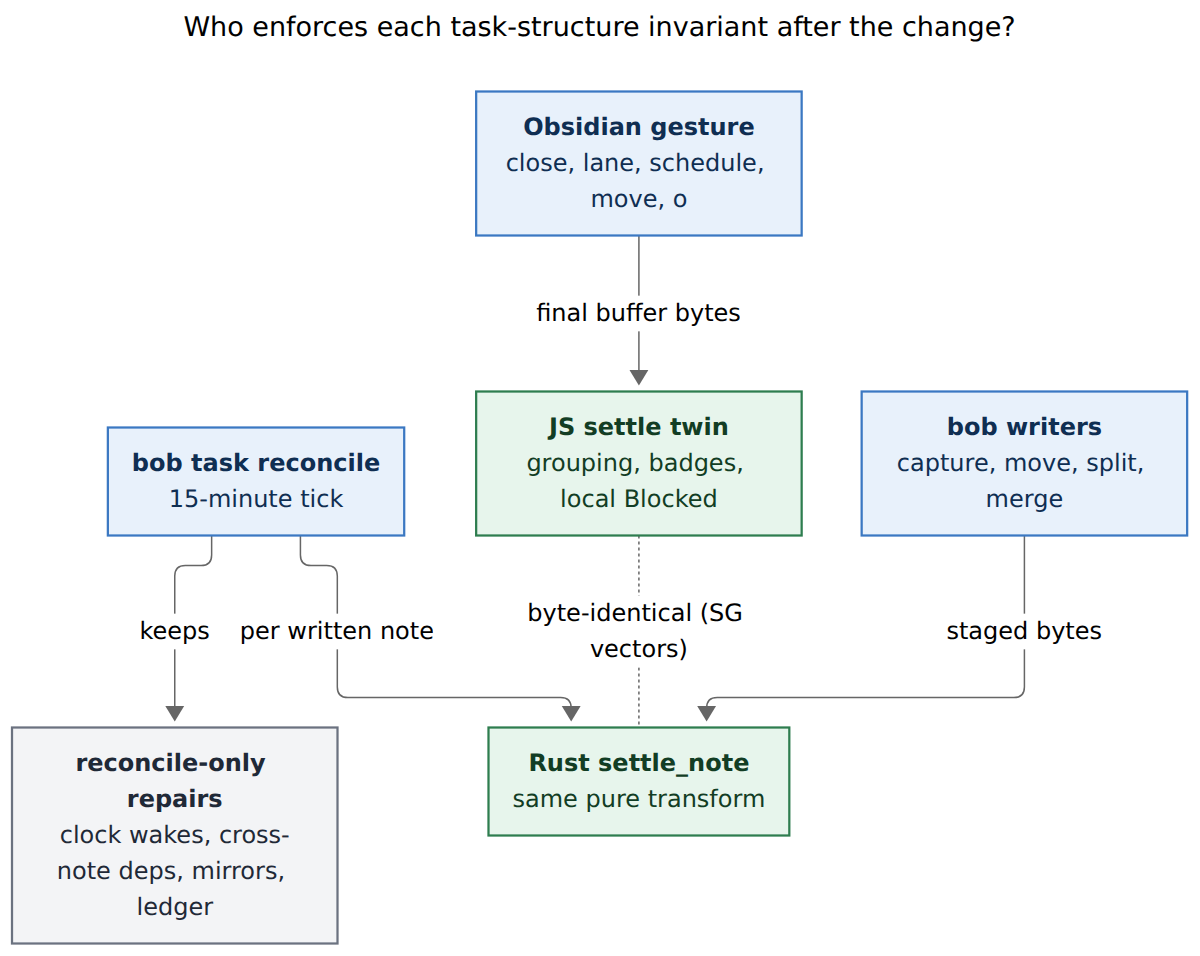 Who enforces each task-structure invariant after the change?
Obsidian gesture
close, lane, schedule,
move, o
final buffer bytes
JS settle twin
grouping, badges,
local Blocked
bob writers
capture, move, split,
merge
bob task reconcile
15-minute tick
keeps
per written note
byte-identical (SG
vectors)
staged bytes
reconcile-only
repairs
clock wakes, cross-
note deps, mirrors,
ledger
Rust settle_note
same pure transform